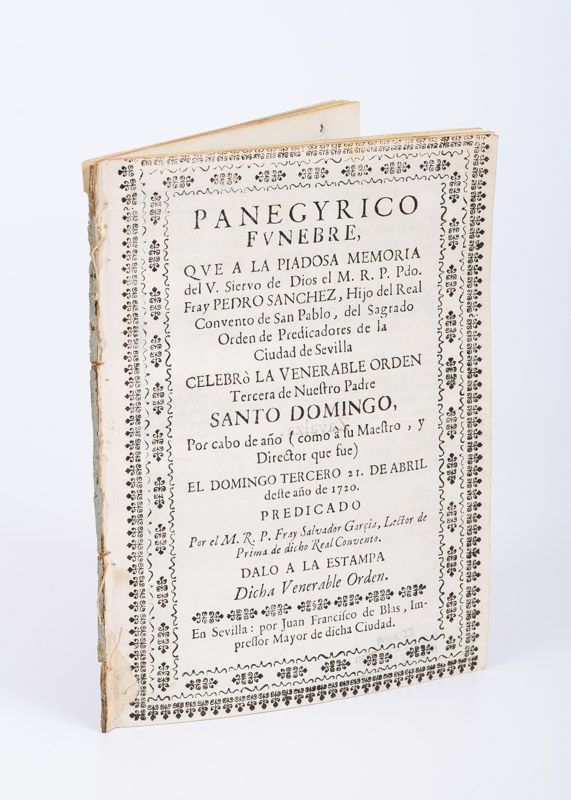 PANEGYRICO
FVNEBRE,
QVE A LA PIADOSA MEMORIA
del V. Siervo de Dios el M. R. P. Pdo.
Fray PEDRO SANCHEZ, Hijo del Real
Convento de San Pablo, del Sagrado
Orden de Predicadores de la
Ciudad de Sevilla
CELEBRò LA VENERABLE ORDEN
Tercera de Nueſtro Padre
SANTO DOMINGO,
Por cabo de año (como à ſu Maeſtro, y
Director que fue)
EL DOMINGO TERCERO 21. DE ABRIL
deſte año de 1720.
PREDICADO
Por el M. R. P. Fray Salvador Garcia, Lector de
Prima de dicho Real Convento.
DALO A LA ESTAMPA
Dicha Venerable Orden.
En Sevilla: por Juan Franciſco de Blas, Im-
preſſor Mayor de dicha Ciudad.